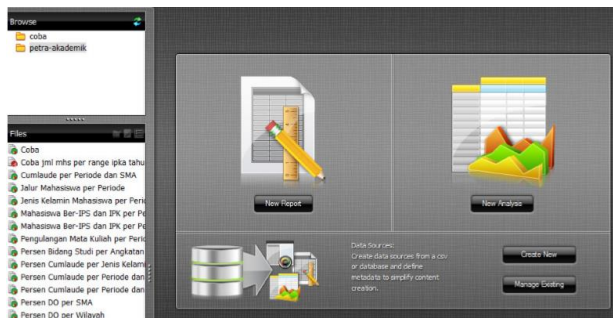 Browse
coba
petra-akademik
Files
Coba
Coba jml mhs per range ipka tahu
Cumlaude per Periode dan SMA
Jalur Mahasiswa per Periode
Jenis Kelamin Mahasiswa per Peri
Mahasiswa Ber-IPS dan IPK per Pe
Mahasiswa Ber-IPS dan IPK per Pe
Pengulangan Mata Kuliah per Peri
Persen Bidang Studi per Angkatan
Persen Cumlaude per Jenis Kelami
Persen Cumlaude per Periode dan
Persen Cumlaude per Periode dan
Persen DO per SMA
Persen DO per Wilayah
New Report
New Analysis
Data Sources:
Create data sources from a csv
or database and define
metadata to simplify content
creation.
Create New
Manage Existing